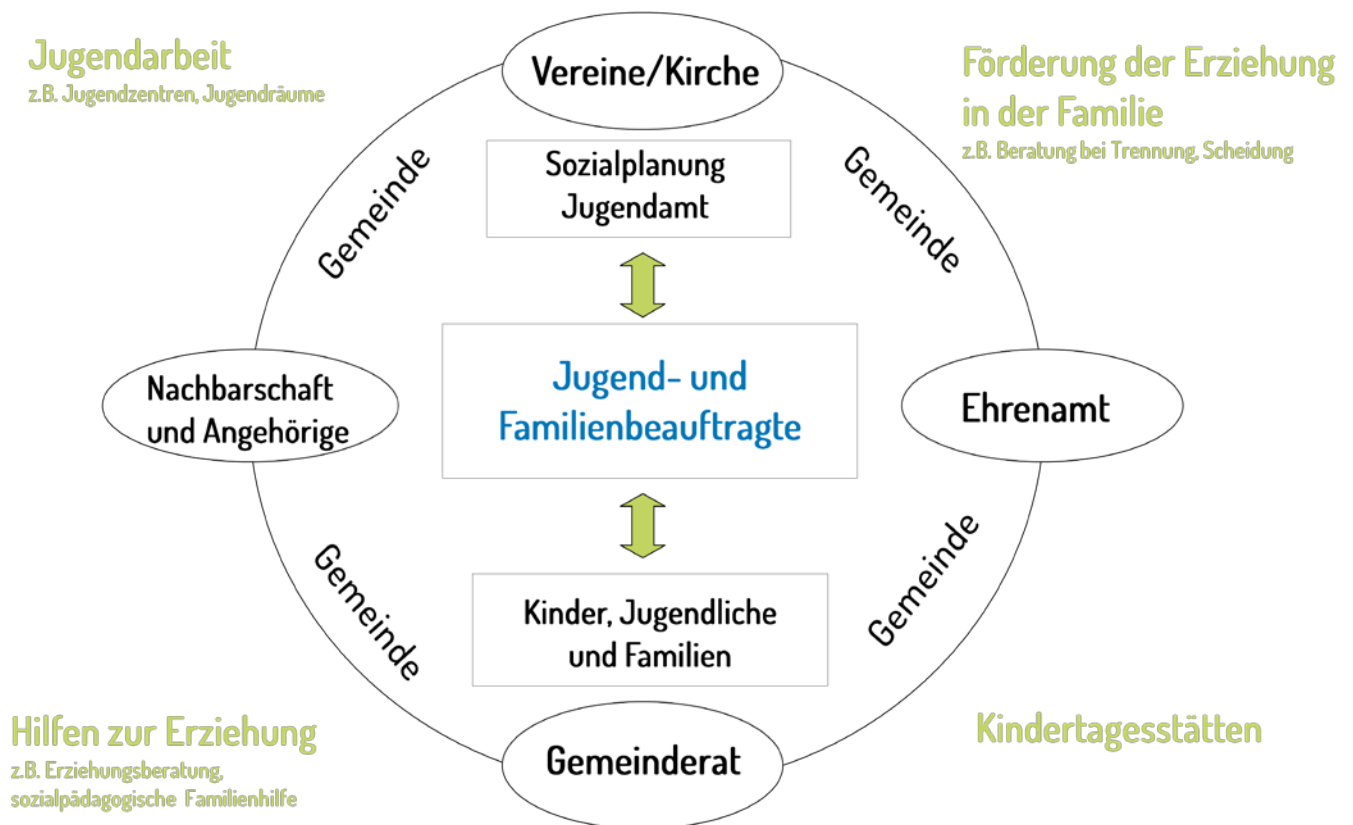 Jugendarbeit
z.B. Jugendzentren, Jugendräume
Vereine/Kirche
Förderung der Erziehung
in der Familie
z.B. Beratung bei Trennung, Scheidung
Gemeinde
Sozialplanung
Jugendamt
Gemeinde
Nachbarschaft
und Angehörige
Jugend- und
Familienbeauftragte
Ehrenamt
Gemeinde
Kinder, Jugendliche
und Familien
Gemeinde
Hilfen zur Erziehung
z.B. Erziehungsberatung,
sozialpädagogische Familienhilfe
Gemeinderat
Kindertagesstätten